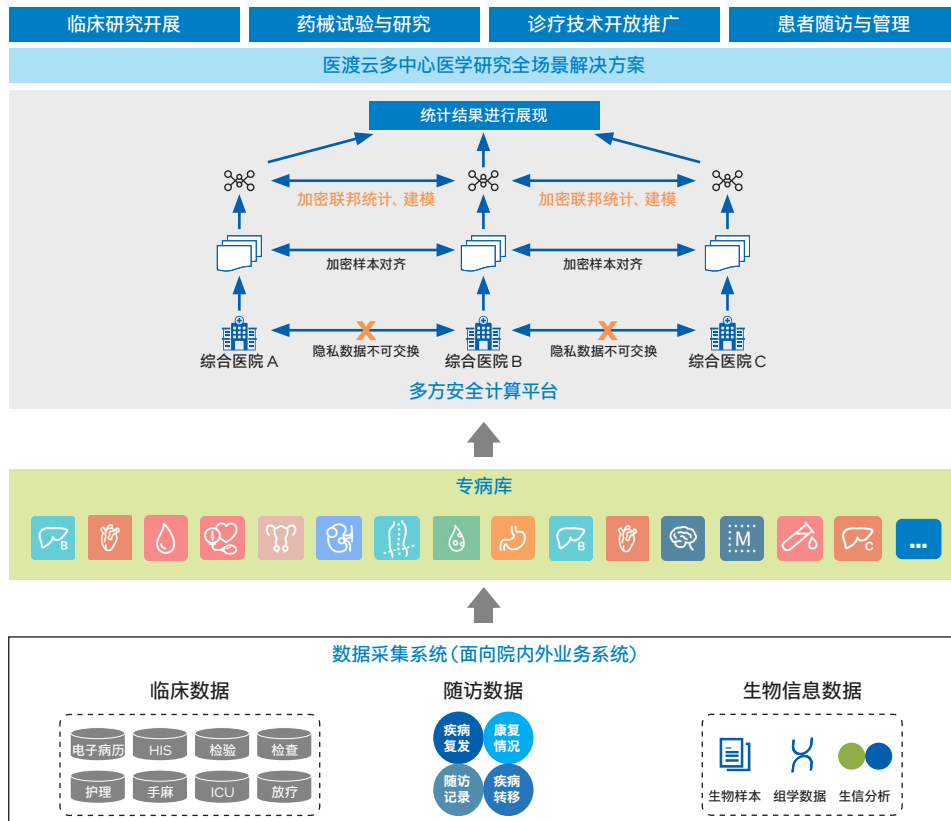 临床研究开展
药械试验与研究
诊疗技术开放推广
患者随访与管理
医渡云多中心医学研究全场景解决方案
统计结果进行展现
加密联邦统计、建模
加密联邦统计、建模
加密样本对齐
加密样本对齐
隐私数据不可交换
隐私数据不可交换
综合医院 A
综合医院 B
综合医院 C
多方安全计算平台
专病库
B
B
M
C
...
数据采集系统(面向院内外业务系统)
临床数据
随访数据
生物信息数据
电子病历
HIS
检验
检查
护理
手麻
ICU
放疗
疾病
复发
康复
情况
随访
记录
疾病
转移
生物样本
组学数据
生信分析